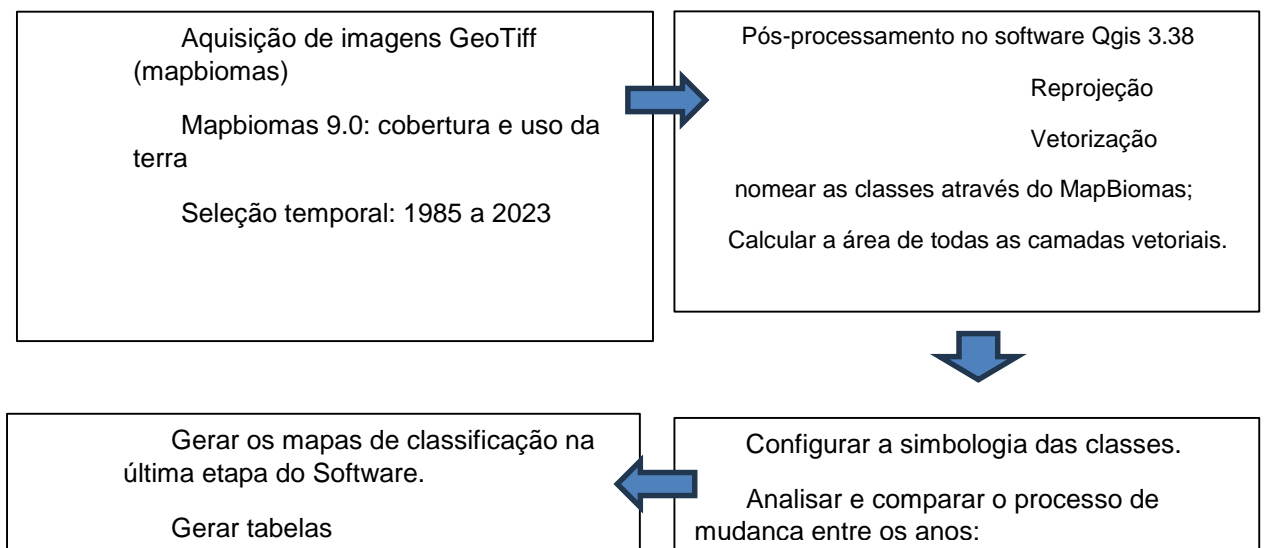 Aquisição de imagens GeoTiff
(mapbiomas)
Mapbiomas 9.0: cobertura e uso da
terra
Seleção temporal: 1985 a 2023
Pós-processamento no software Qgis 3.38
Reprojeção
Vetorização
nomear as classes através do MapBiomas;
Calcular a área de todas as camadas vetoriais.
Configurar a simbologia das classes.
Analisar e comparar o processo de
mudanca entre os anos:
Gerar os mapas de classificação na
última etapa do Software.
Gerar tabelas